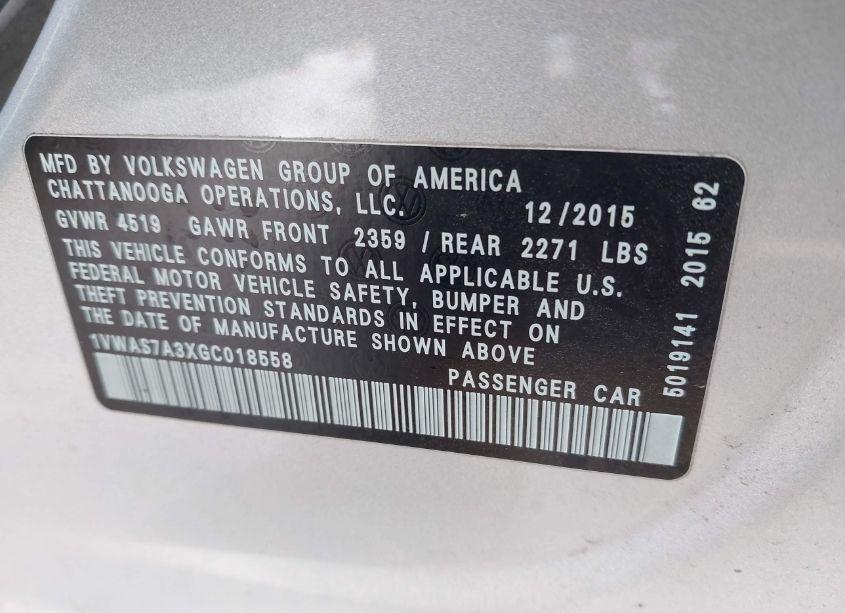 MFD BY VOLKSWAGEN GROUP OF AMERICA
CHATTANOOGA OPERATIONS, LLC. 12/2015
GVWR 4519 GAWR FRONT 2359 / REAR 2271 LBS
THIS VEHICLE CONFORMS TO ALL APPLICABLE U.S.
FEDERAL MOTOR VEHICLE SAFETY, BUMPER AND
THEFT PREVENTION STANDARDS IN EFFECT ON
THE DATE OF MANUFACTURE SHOWN ABOVE
1VWAS7A3XGC018558
PASSENGER CAR
5019141 2015 62